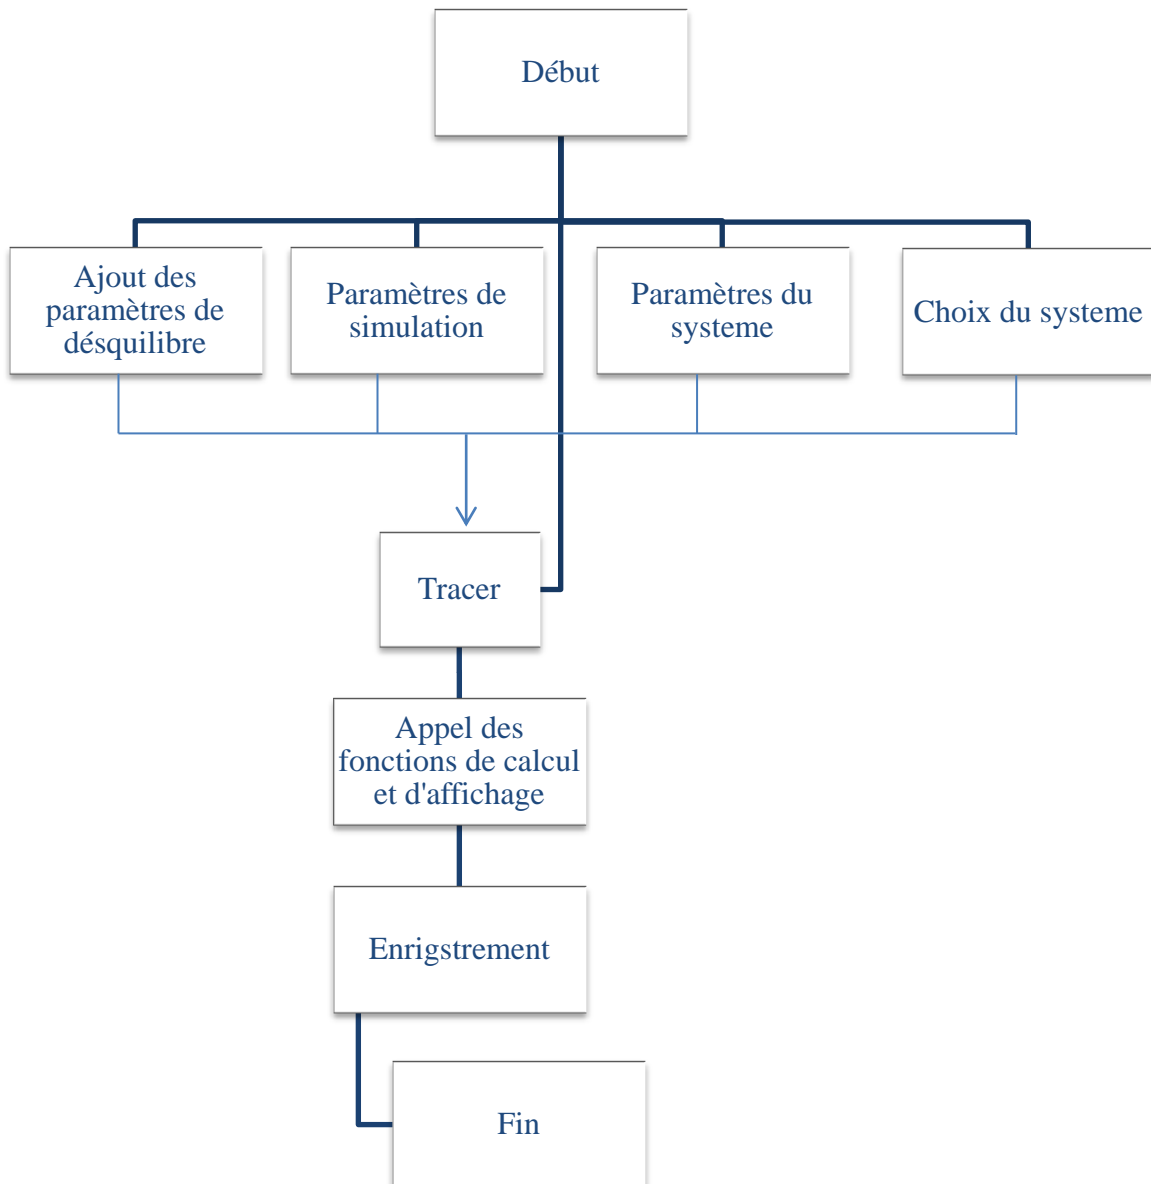 Début
Ajout des
paramètres de
désquilibre
Paramètres de
simulation
Paramètres du
systeme
Choix du systeme
Tracer
Appel des
fonctions de calcul
et d'affichage
Enrigstrement
Fin